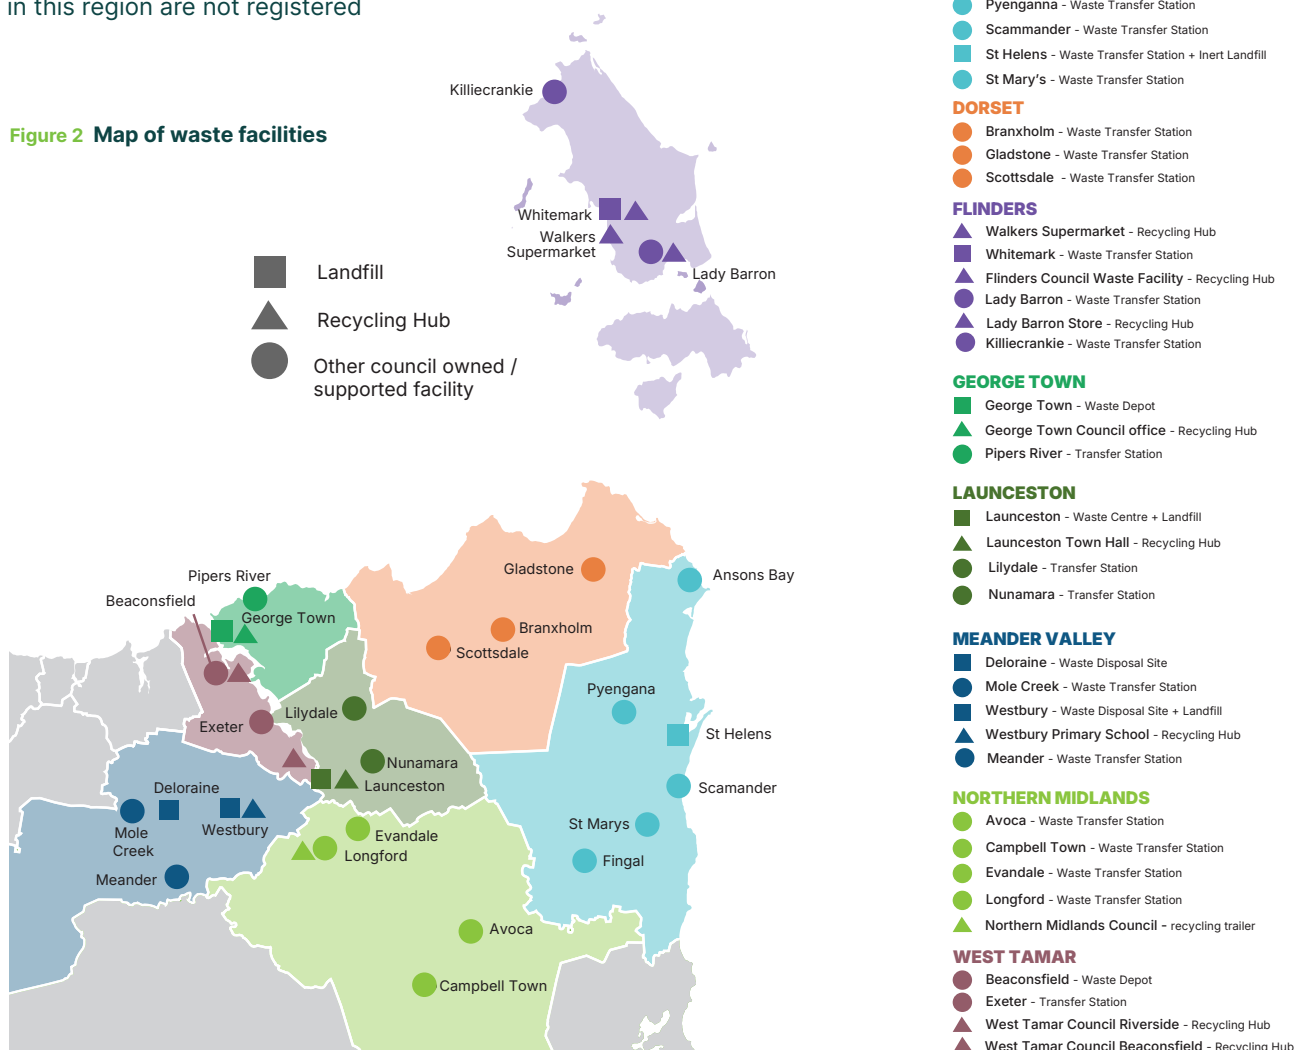 in this region are not registered
Figure 2 Map of waste facilities
Landfill
Recycling Hub
Other council owned /
supported facility
Killiecrankie
Whitemark
Walkers
Supermarket
Lady Barron
Pipers River
Beaconsfield
George Town
Gladstone
Branxholm
Scottsdale
Ansons Bay
Pyengana
St Helens
Scamander
St Marys
Fingal
Exeter
Lilydale
Nunamara
Launceston
Deloraine
Mole
Creek
Westbury
Meander
Evandale
Longford
Avoca
Campbell Town
Pyenganna - Waste Transfer Station
Scammander - Waste Transfer Station
St Helens - Waste Transfer Station + Inert Landfill
St Mary's - Waste Transfer Station
DORSET
Branxholm - Waste Transfer Station
Gladstone - Waste Transfer Station
Scottsdale - Waste Transfer Station
FLINDERS
Walkers Supermarket - Recycling Hub
Whitemark - Waste Transfer Station
Flinders Council Waste Facility - Recycling Hub
Lady Barron - Waste Transfer Station
Lady Barron Store - Recycling Hub
Killiecrankie - Waste Transfer Station
GEORGE TOWN
George Town - Waste Depot
George Town Council office - Recycling Hub
Pipers River - Transfer Station
LAUNCESTON
Launceston - Waste Centre + Landfill
Launceston Town Hall - Recycling Hub
Lilydale - Transfer Station
Nunamara - Transfer Station
MEANDER VALLEY
Deloraine - Waste Disposal Site
Mole Creek - Waste Transfer Station
Westbury - Waste Disposal Site + Landfill
Westbury Primary School - Recycling Hub
Meander - Waste Transfer Station
NORTHERN MIDLANDS
Avoca - Waste Transfer Station
Campbell Town - Waste Transfer Station
Evandale - Waste Transfer Station
Longford - Waste Transfer Station
Northern Midlands Council - recycling trailer
WEST TAMAR
Beaconsfield - Waste Depot
Exeter - Transfer Station
West Tamar Council Riverside - Recycling Hub
West Tamar Council Beaconsfield - Recycling Hub